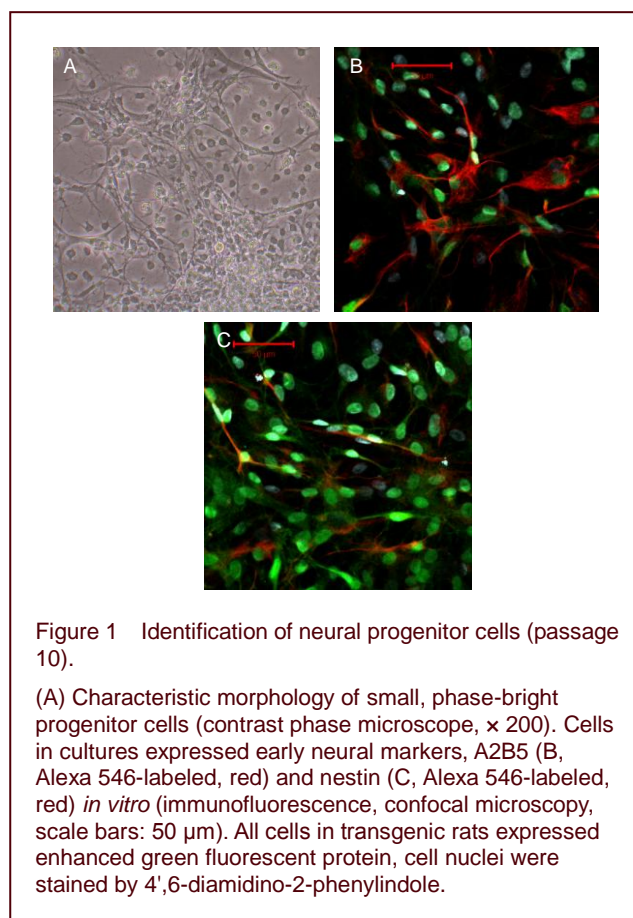 A
B
µm
C
50 µm
Figure 1 Identification of neural progenitor cells (passage
10).
(A) Characteristic morphology of small, phase-bright
progenitor cells (contrast phase microscope, × 200). Cells
in cultures expressed early neural markers, A2B5 (B,
Alexa 546-labeled, red) and nestin (C, Alexa 546-labeled,
red) in vitro (immunofluorescence, confocal microscopy,
scale bars: 50 µm). All cells in transgenic rats expressed
enhanced green fluorescent protein, cell nuclei were
stained by 4',6-diamidino-2-phenylindole.